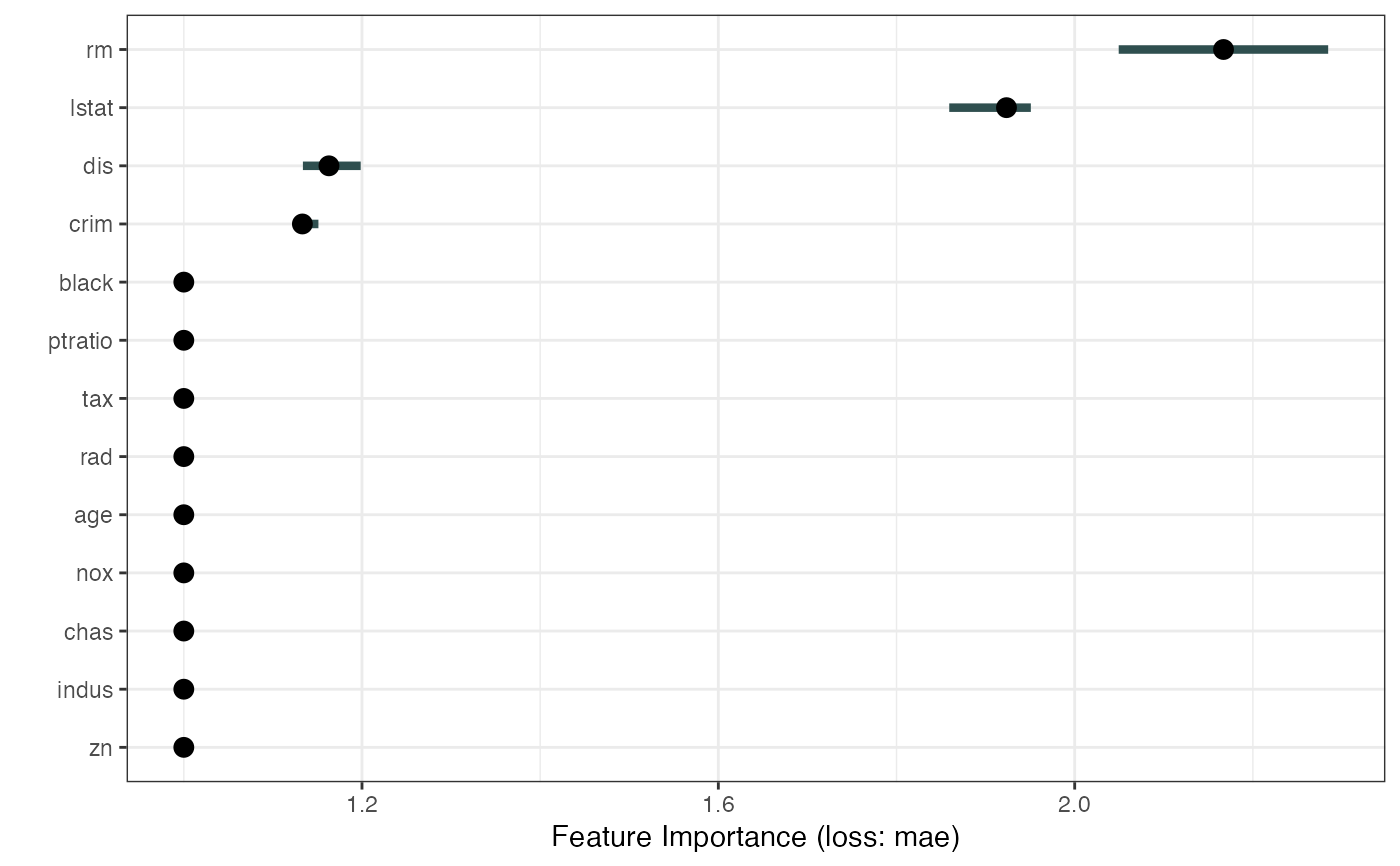 rm
lstat
dis
crim
black
ptratio
tax
rad
age
nox
chas
indus
zn
1.2 1.6 2.0
Feature Importance (loss: mae)